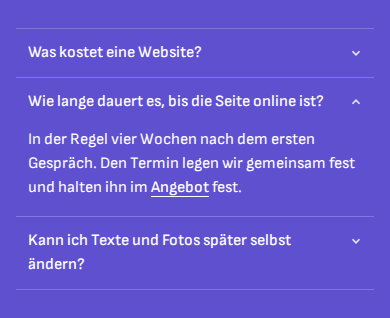 Was kostet eine Website?
Wie lange dauert es, bis die Seite online ist?
In der Regel vier Wochen nach dem ersten
Gespräch. Den Termin legen wir gemeinsam fest
und halten ihn im Angebot fest.
Kann ich Texte und Fotos später selbst
ändern?